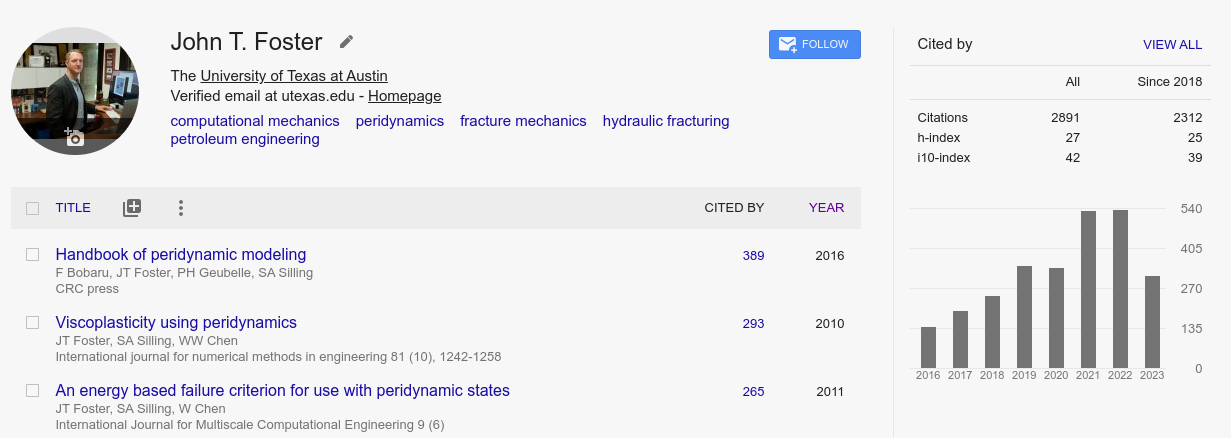 John T. Foster
FOLLOW
The University of Texas at Austin
Verified email at utexas.edu - Homepage
computational mechanics peridynamics fracture mechanics hydraulic fracturing
petroleum engineering
TITLE CITED BY YEAR
Handbook of peridynamic modeling 389 2016
F Bobaru, JT Foster, PH Geubelle, SA Silling
CRC press
Viscoplasticity using peridynamics 293 2010
JT Foster, SA Silling, WW Chen
International journal for numerical methods in engineering 81 (10), 1242-1258
An energy based failure criterion for use with peridynamic states 265 2011
JT Foster, SA Silling, W Chen
International Journal for Multiscale Computational Engineering 9 (6)
Cited by VIEW ALL
All Since 2018
Citations 2891 2312
h-index 27 25
i10-index 42 39
540
405
270
135
0
2016 2017 2018 2019 2020 2021 2022 2023